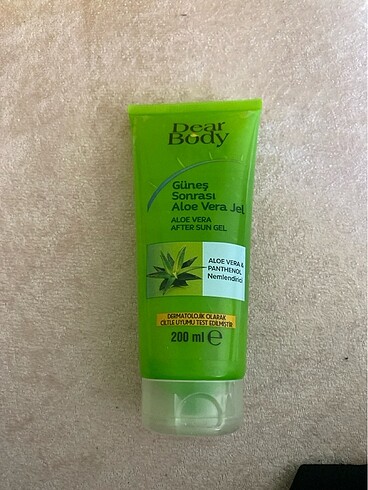 Dear
Body
Güneş
Sonrası
Aloe Vera Jel
ALOE VERA
AFTER SUN GEL
ALOE VERA &
PANTHENOL
Nemlendirici
DERMATOLOJİK OLARAK
CİLTLE UYUMU TEST EDİLMİŞTİR
200 ml ℮